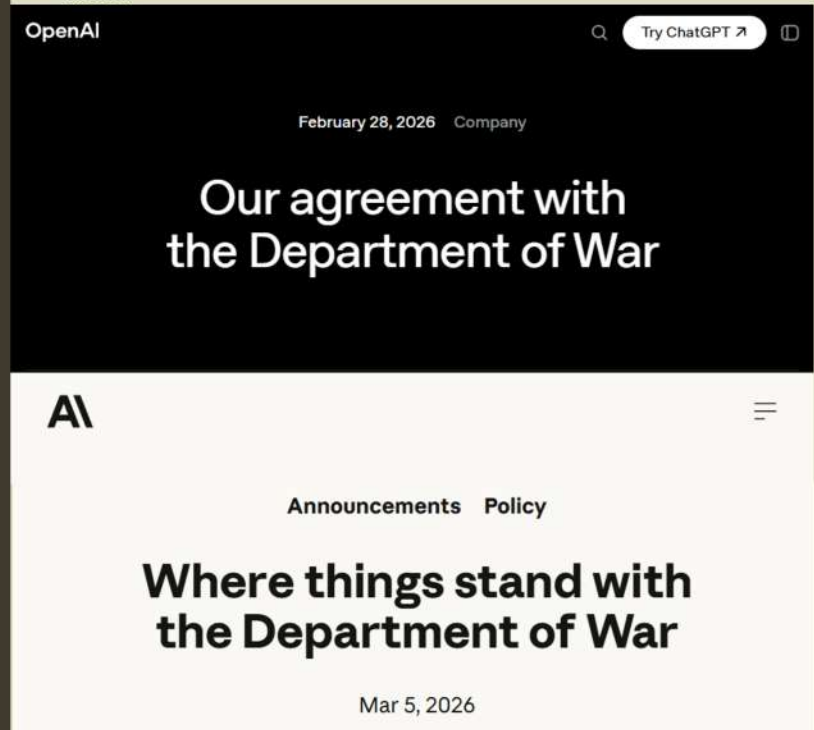 OpenAI
Try ChatGPT ↗
February 28, 2026 Company
Our agreement with
the Department of War
A\
Announcements Policy
Where things stand with
the Department of War
Mar 5, 2026